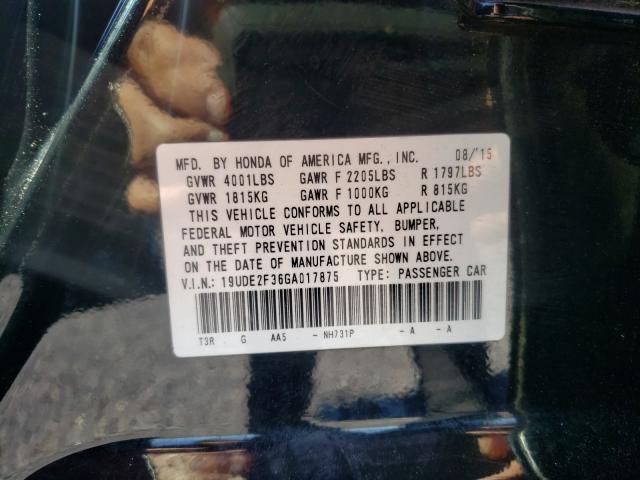 MFD. BY HONDA OF AMERICA MFG., INC. 08/'15
GVWR 4001LBS GAWR F 2205LBS R 1797LBS
GVWR 1815KG GAWR F 1000KG R 815KG
THIS VEHICLE CONFORMS TO ALL APPLICABLE
FEDERAL MOTOR VEHICLE SAFETY, BUMPER,
AND THEFT PREVENTION STANDARDS IN EFFECT
ON THE DATE OF MANUFACTURE SHOWN ABOVE.
V.I.N.: 19UDE2F36GA017875 TYPE: PASSENGER CAR
T3R G AA5 - NH731P - A - A